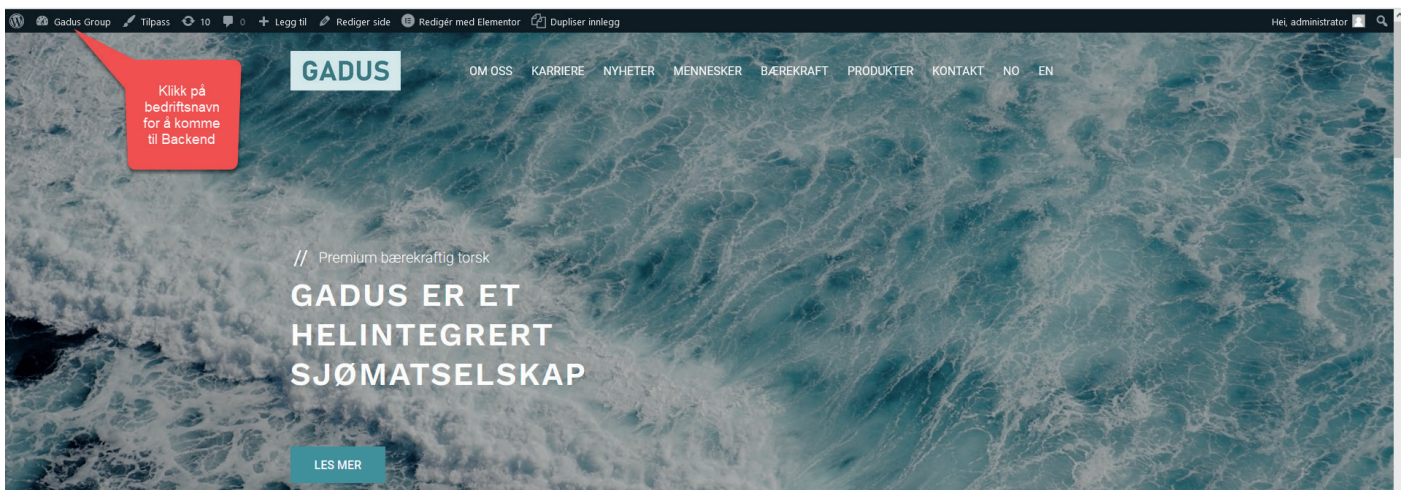 Gadus Group Tilpass 10 0 Legg til Rediger side Redigér med Elementor Dupliser innlegg Hei, administrator
GADUS
OM OSS KARRIERE NYHETER MENNESKER BÆREKRAFT PRODUKTER KONTAKT NO EN
Klikk på
bedriftsnavn
for å komme
til Backend
// Premium bærekraftig torsk
GADUS ER ET
HELINTEGRERT
SJØMATSELSKAP
LES MER